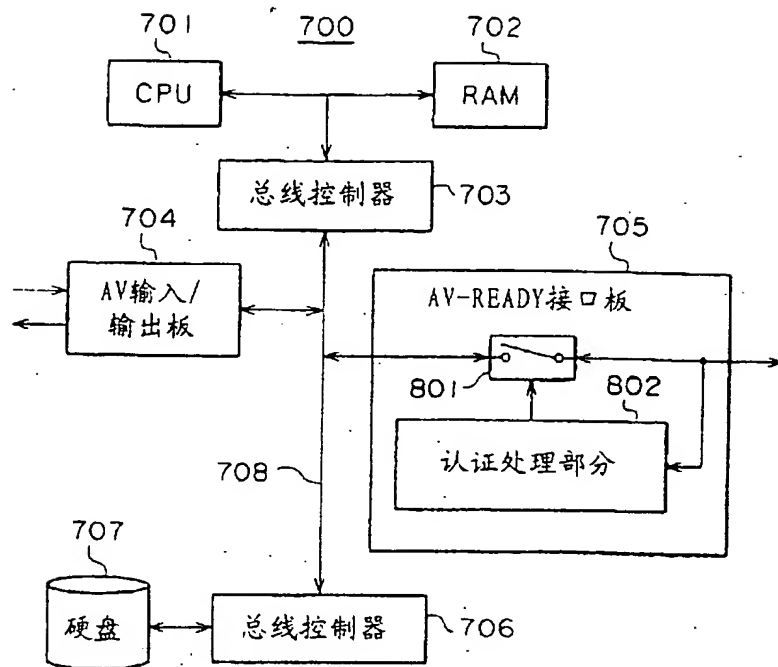 701
700
702
CPU
RAM
总线控制器
703
704
705
AV输入/
输出板
AV-READY接口板
801
802
认证处理部分
708
707
硬盘
总线控制器
706